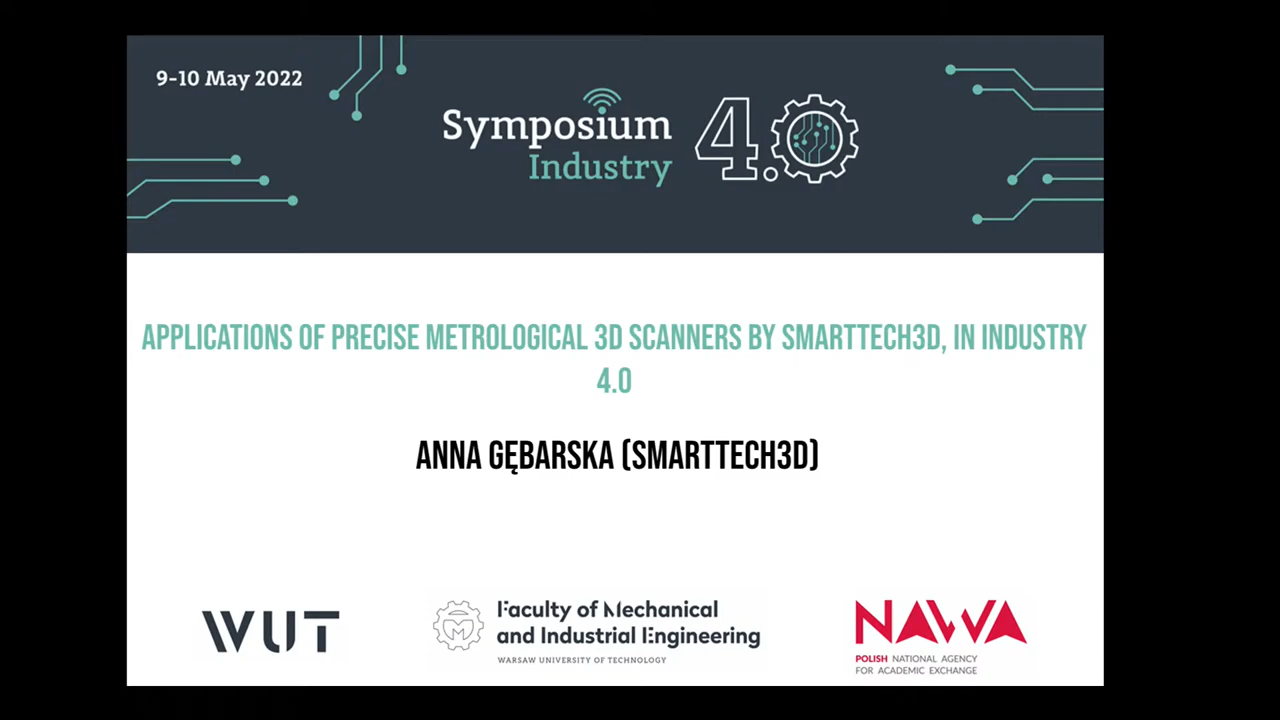 9-10 May 2022
Symposium
Industry
4.0
APPLICATIONS OF PRECISE METROLOGICAL 3D SCANNERS BY SMARTTECH3D, IN INDUSTRY
4.0
ANNA GĘBARSKA (SMARTTECH3D)
WUT
Faculty of Mechanical
and Industrial Engineering
WARSAW UNIVERSITY OF TECHNOLOGY
NAWA
POLISH NATIONAL AGENCY
FOR ACADEMIC EXCHANGE